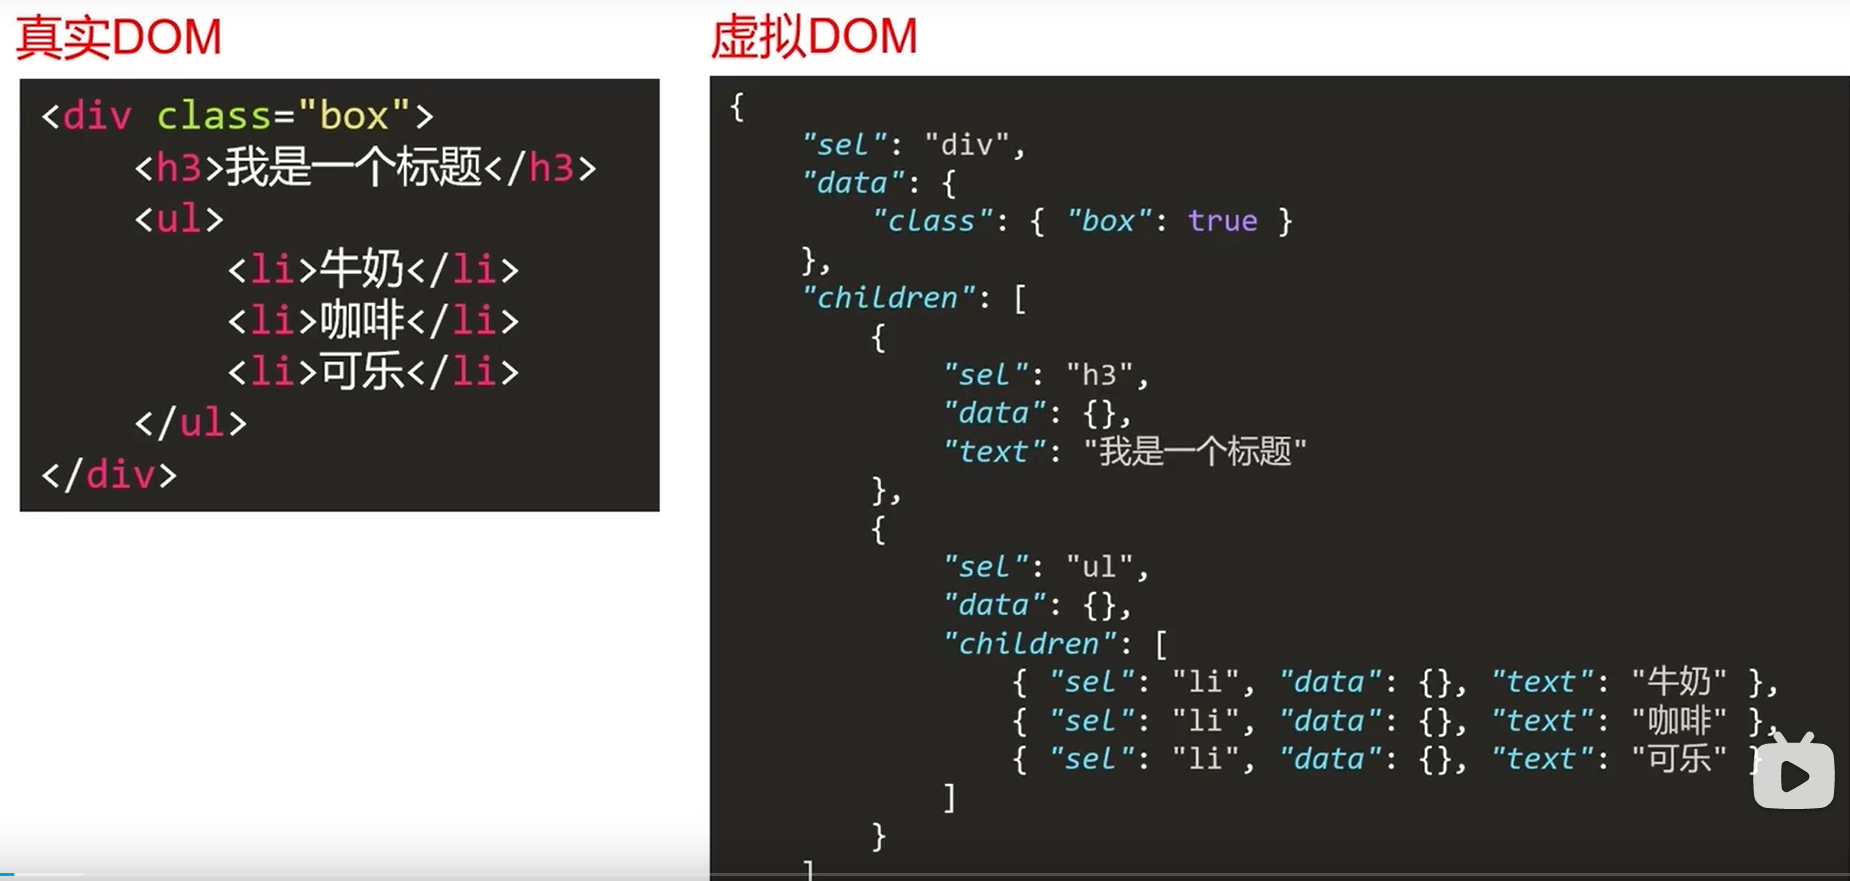 真实DOM
<div class="box">
<h3>我是一个标题</h3>
<ul>
<li>牛奶</li>
<li>咖啡</li>
<li>可乐</li>
</ul>
</div>
虚拟DOM
{
"sel": "div",
"data": {
"class": { "box": true }
},
"children": [
{
"sel": "h3",
"data": {},
"text": "我是一个标题"
},
{
"sel": "ul",
"data": {},
"children": [
{ "sel": "li", "data": {}, "text": "牛奶" },
{ "sel": "li", "data": {}, "text": "咖啡" },
{ "sel": "li", "data": {}, "text": "可乐" }
]
}
]